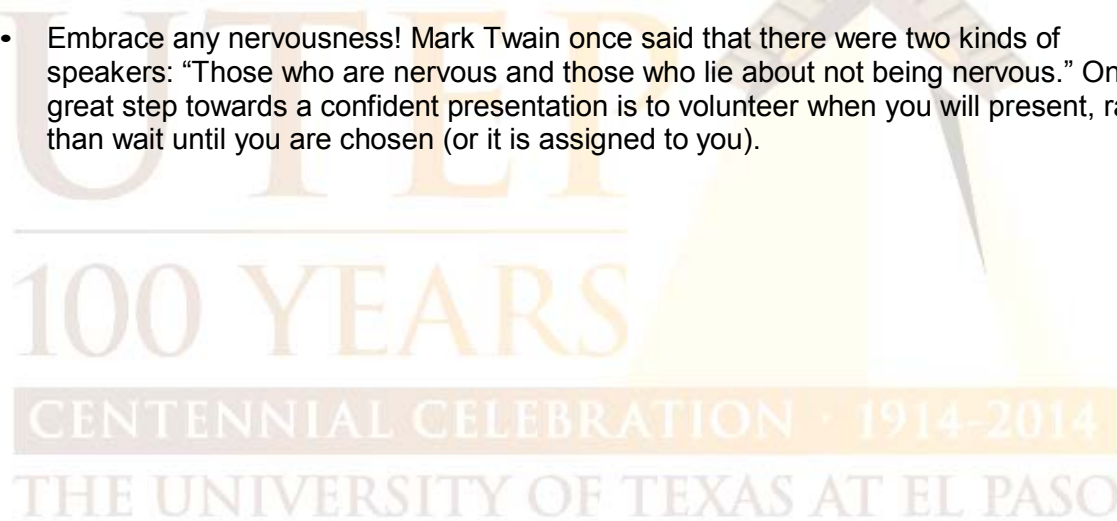 • Embrace any nervousness! Mark Twain once said that there were two kinds of
speakers: “Those who are nervous and those who lie about not being nervous.” On
great step towards a confident presentation is to volunteer when you will present, ra
than wait until you are chosen (or it is assigned to you).
UTEP
100 YEARS
CENTENNIAL CELEBRATION · 1914-2014
THE UNIVERSITY OF TEXAS AT EL PASO